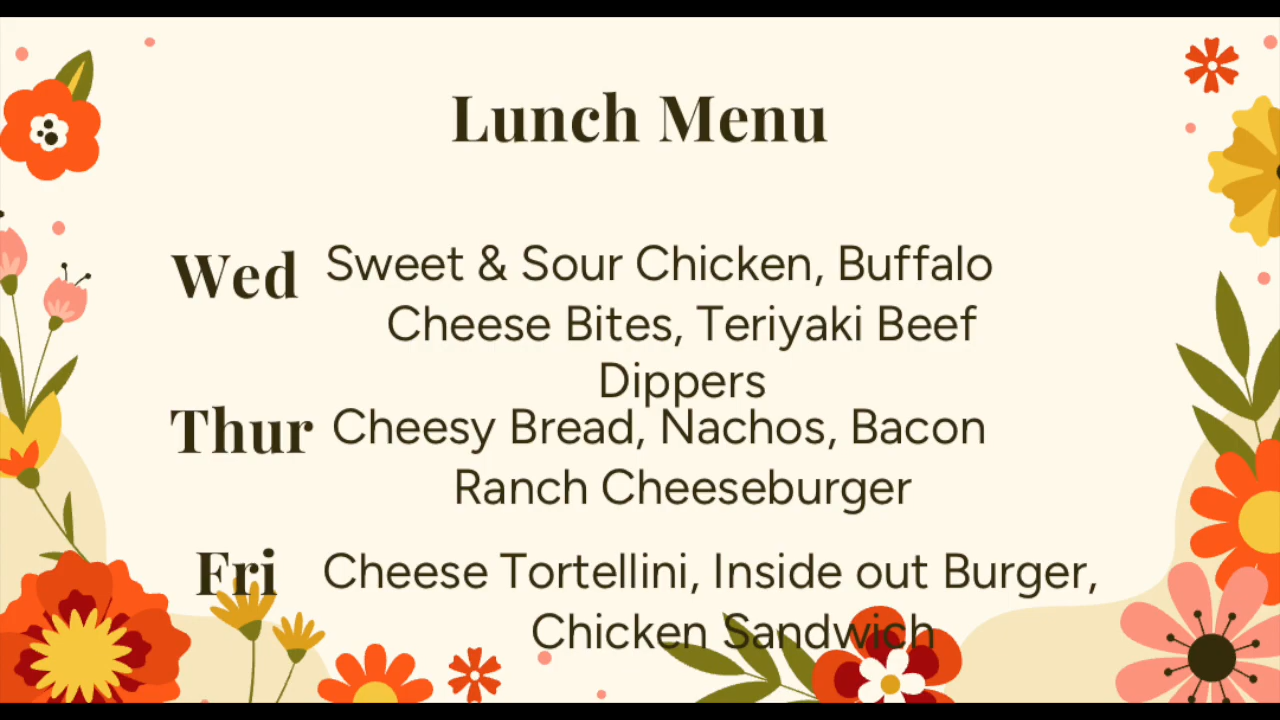 Lunch Menu
Wed Sweet & Sour Chicken, Buffalo
Cheese Bites, Teriyaki Beef
Dippers
Thur Cheesy Bread, Nachos, Bacon
Ranch Cheeseburger
Fri Cheese Tortellini, Inside out Burger,
Chicken Sandwich